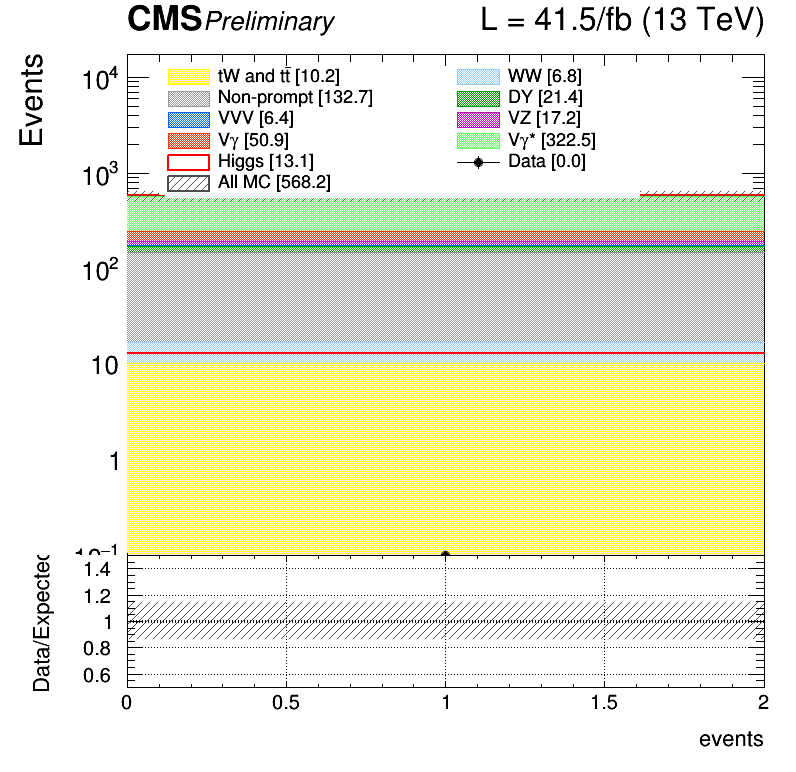 CMS Preliminary L = 41.5/fb (13 TeV)
Events
10⁴
10³
10²
10
1
tW and tt̄ [10.2]
Non-prompt [132.7]
VVV [6.4]
Vγ [50.9]
Higgs [13.1]
All MC [568.2]
WW [6.8]
DY [21.4]
VZ [17.2]
Vγ* [322.5]
Data [0.0]
10⁻¹
Data/Expected
1.4
1.2
1
0.8
0.6
0 0.5 1 1.5 2
events